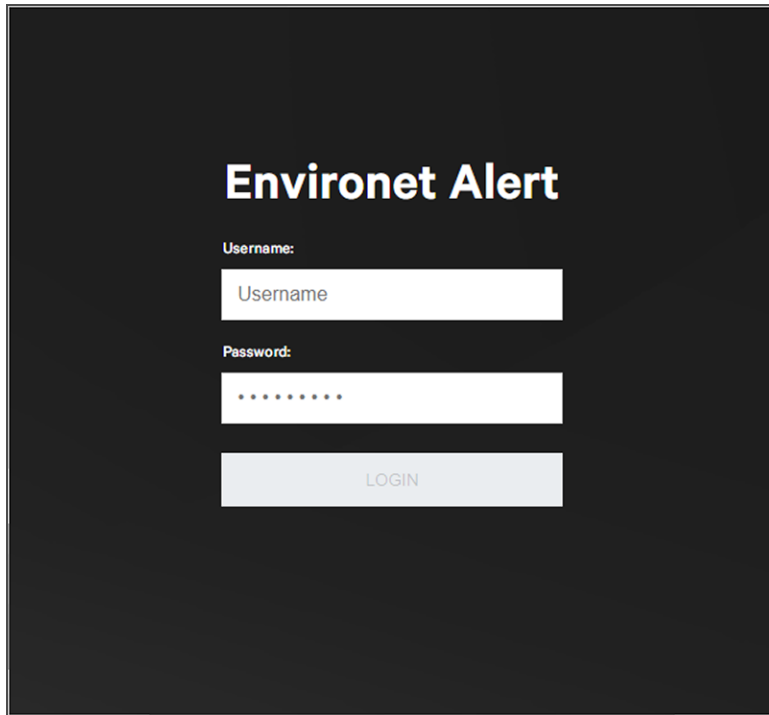 Environet Alert
Username:
Username
Password:
•••••••••
LOGIN